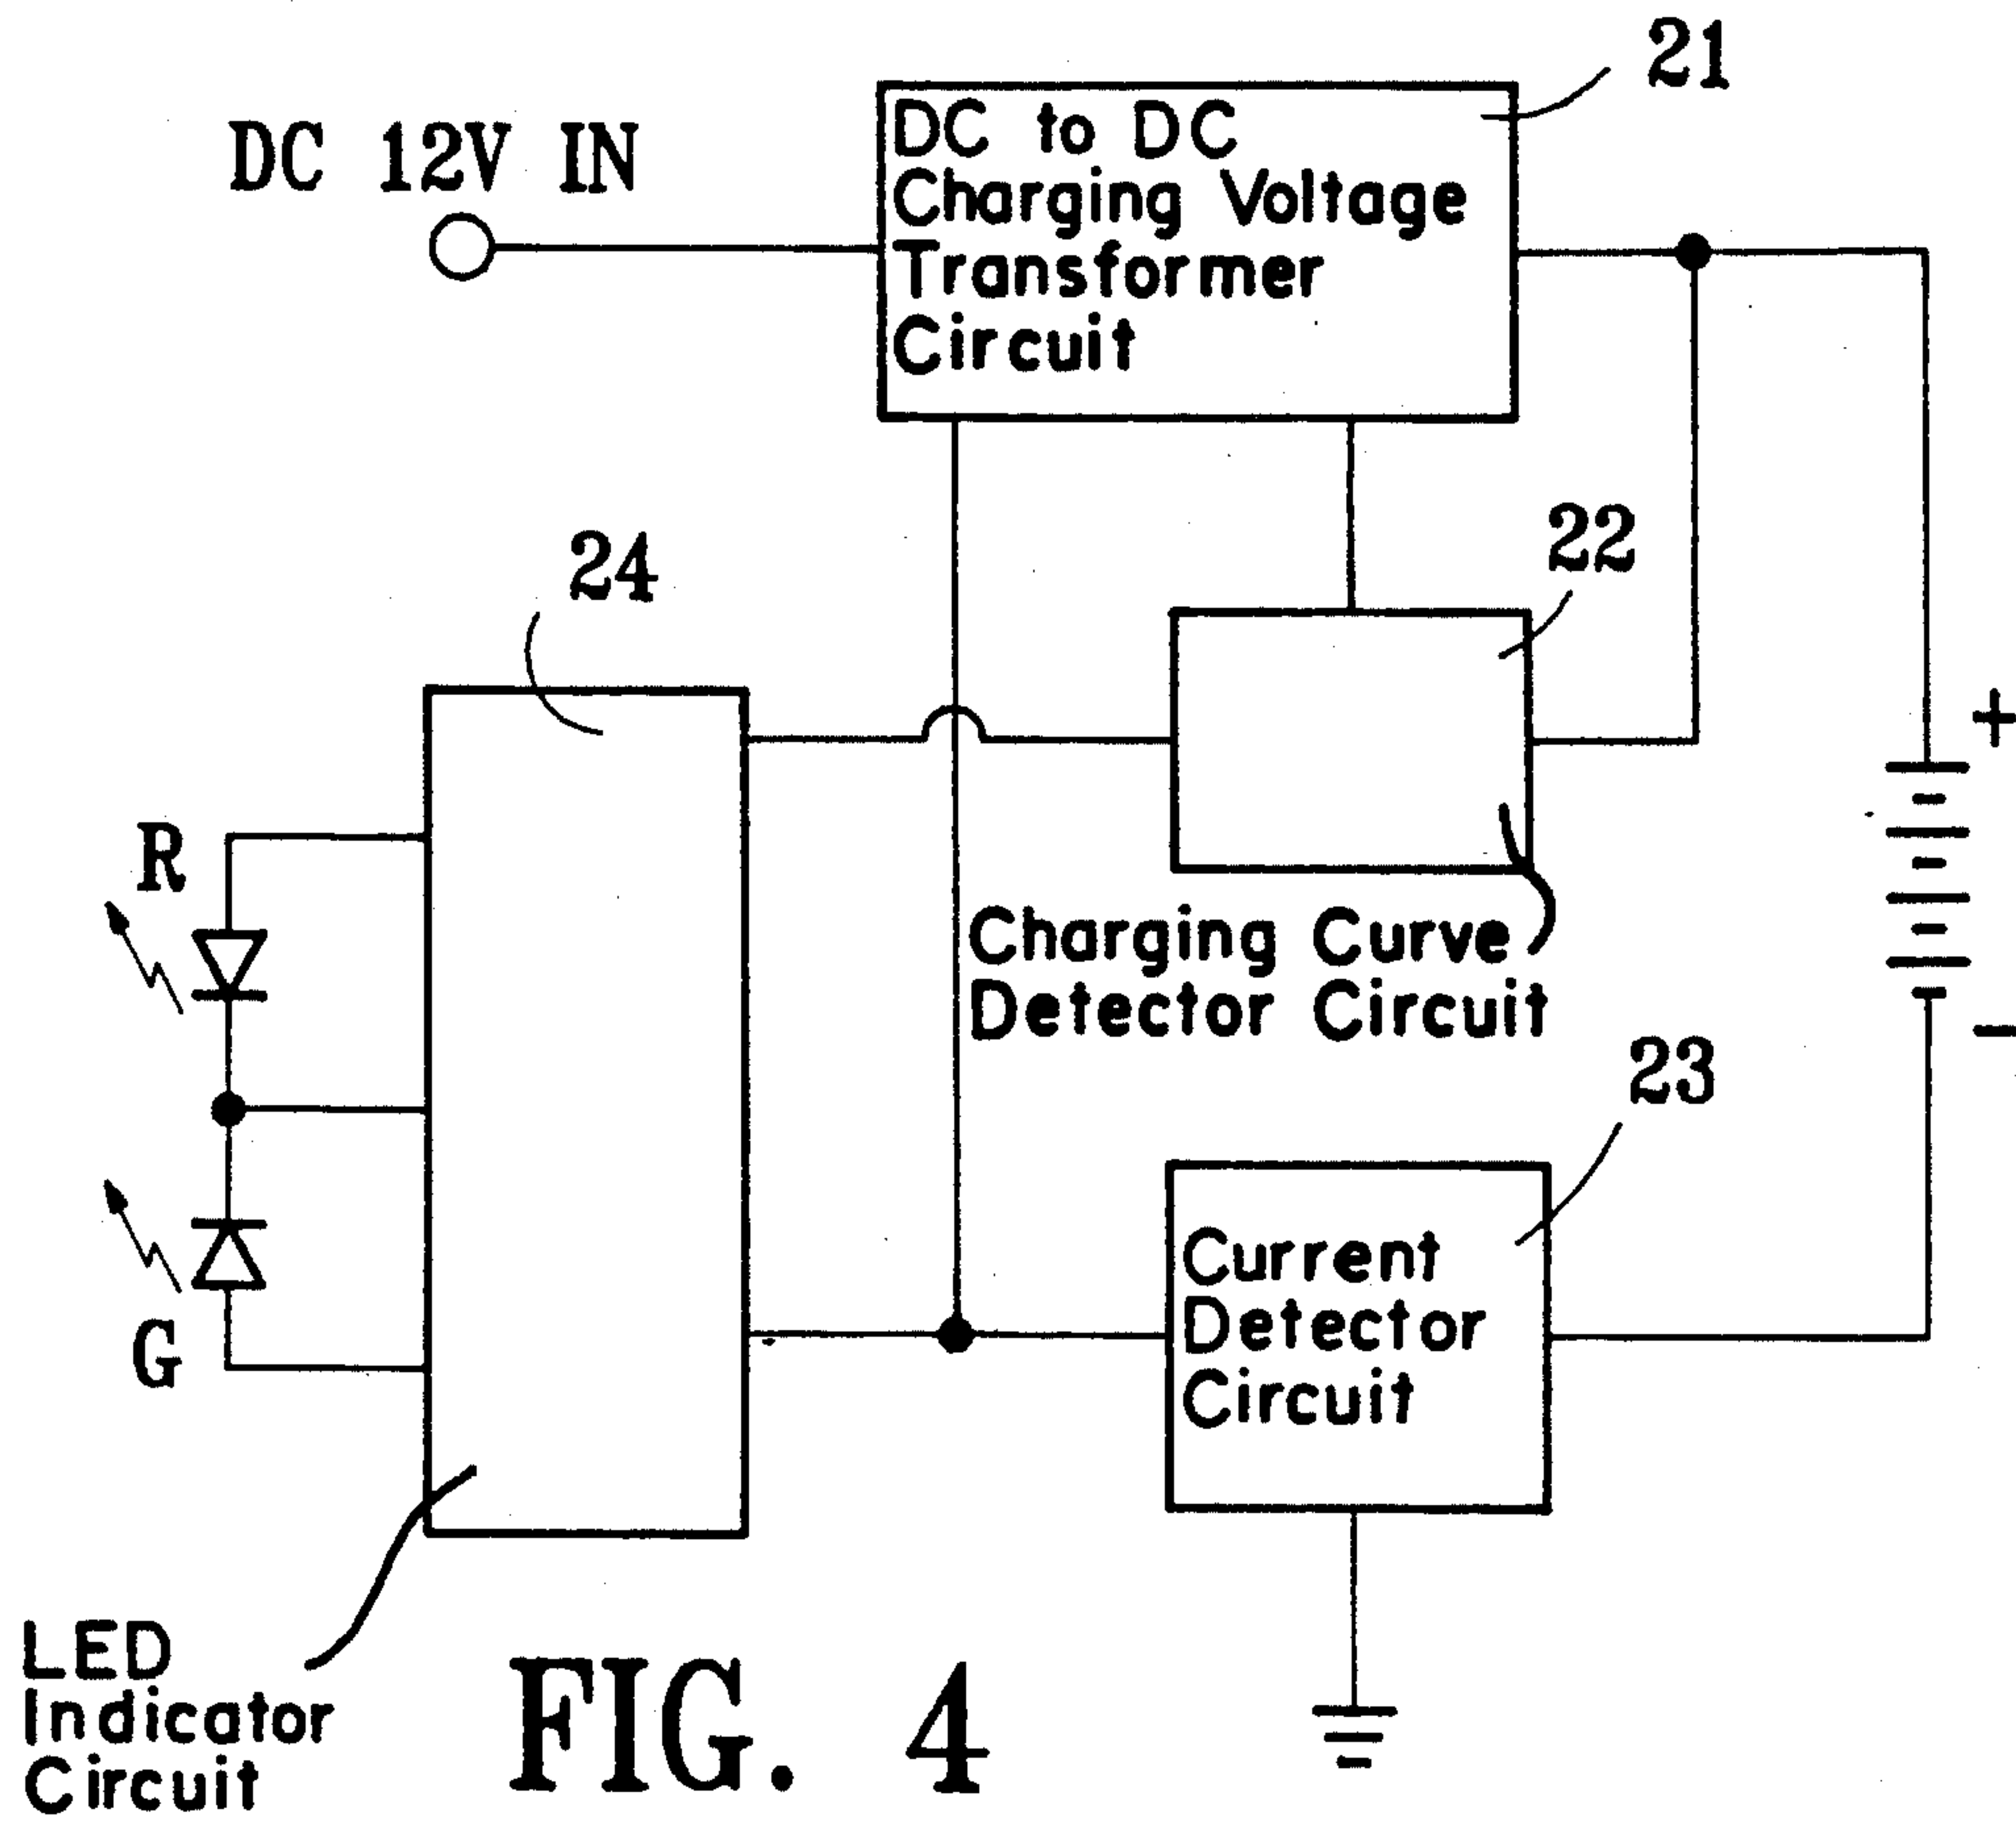 21
DC to DC
Charging Voltage
Transformer
Circuit
DC 12V IN
22
24
+
R
Charging Curve
Detector Circuit
−
23
Current
Detector
Circuit
G
LED
Indicator
Circuit
FIG. 4